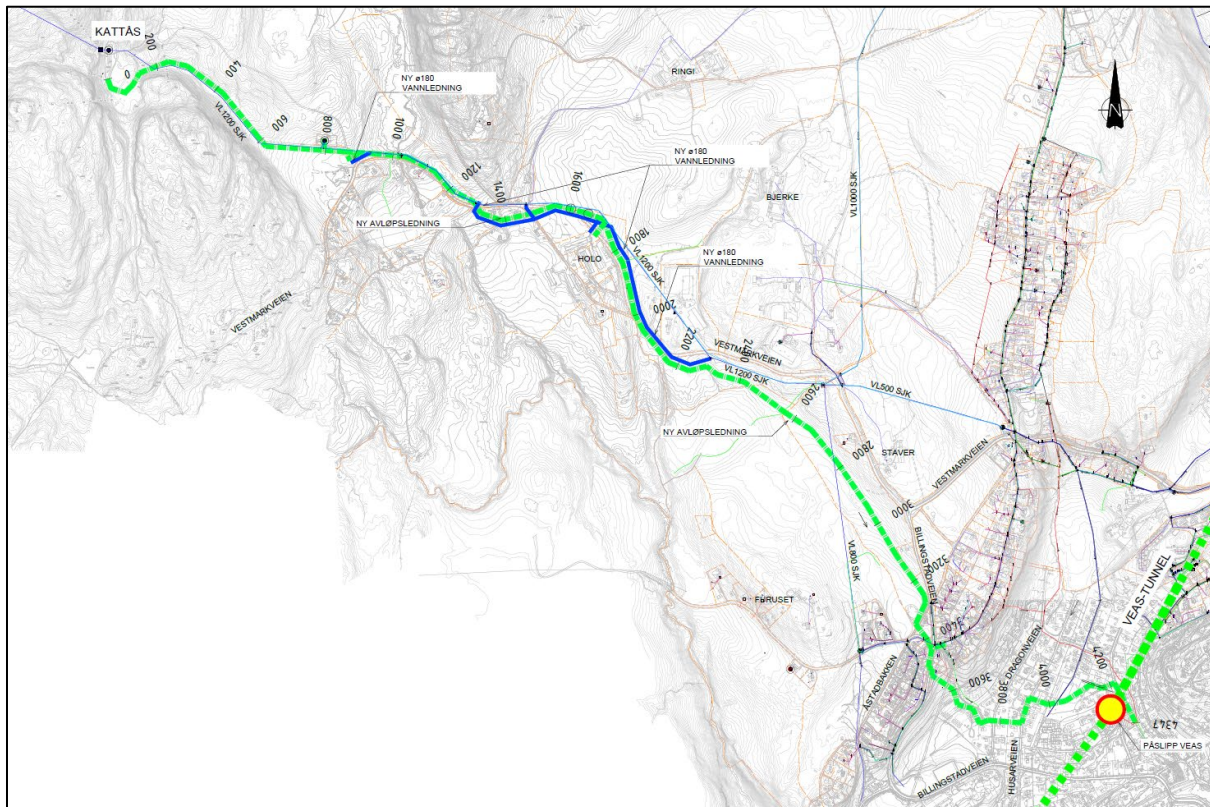 KATTÅS
0
200
400
600
800
1000
1200
1400
1600
1800
2000
2200
2400
2600
2800
3000
3200
3400
3600
3800
4000
4200
4347
VL1200 SJK
NY ø180
VANNLEDNING
RINGI
NY ø180
VANNLEDNING
BJERKE
VL1000 SJK
N
NY AVLØPSLEDNING
HOLO
VL1200 SJK
NY ø180
VANNLEDNING
VESTMARKVEIEN
VESTMARKVEIEN
VL1200 SJK
VL500 SJK
NY AVLØPSLEDNING
STAVER
VESTMARKVEIEN
BILLINGSTADVEIEN
VL800 SJK
FURUSET
VEAS-TUNNEL
DRAGONVEIEN
ÅSTADBAKKEN
HUSARVEIEN
BILLINGSTADVEIEN
PÅSLIPP VEAS